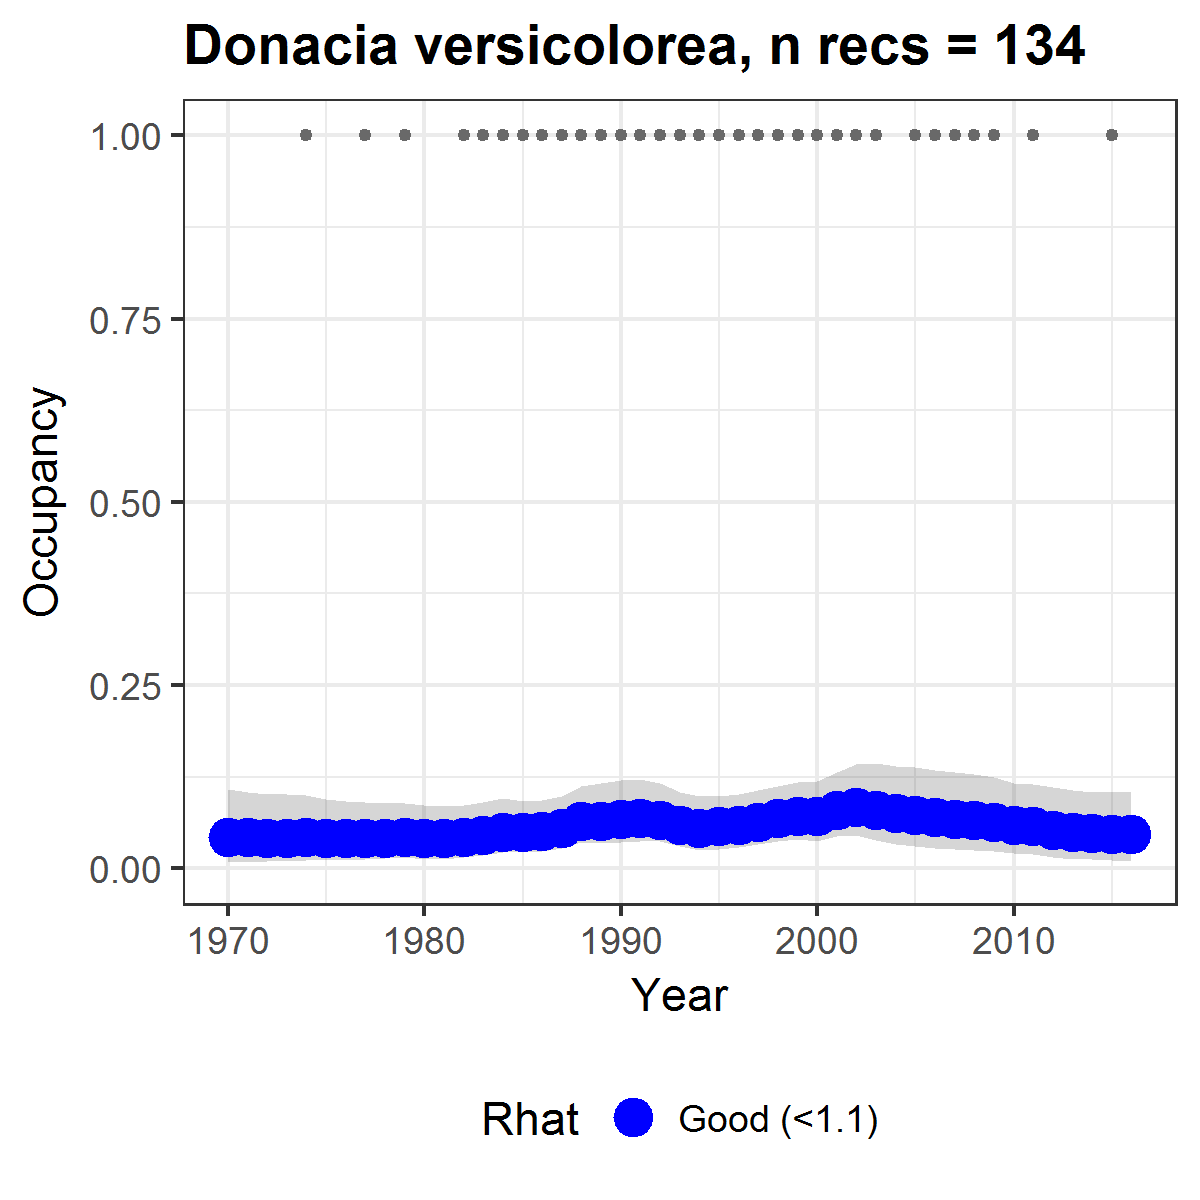 Donacia versicolorea, n recs = 134
1.00
0.75
0.50
0.25
0.00
Occupancy
1970 1980 1990 2000 2010
Year
Rhat Good (<1.1)